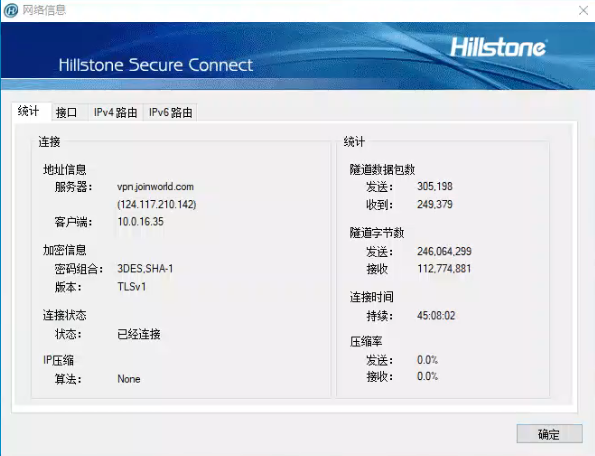 网络信息
Hillstone
Hillstone Secure Connect
统计 接口 IPv4 路由 IPv6 路由
连接
地址信息
服务器: vpn.joinworld.com
(124.117.210.142)
客户端: 10.0.16.35
加密信息
密码组合: 3DES,SHA-1
版本: TLSv1
连接状态
状态: 已经连接
IP压缩
算法: None
统计
隧道数据包数
发送: 305,198
收到: 249,379
隧道字节数
发送: 246,064,299
接收 112,774,881
连接时间
持续: 45:08:02
压缩率
发送: 0.0%
接收: 0.0%
确定